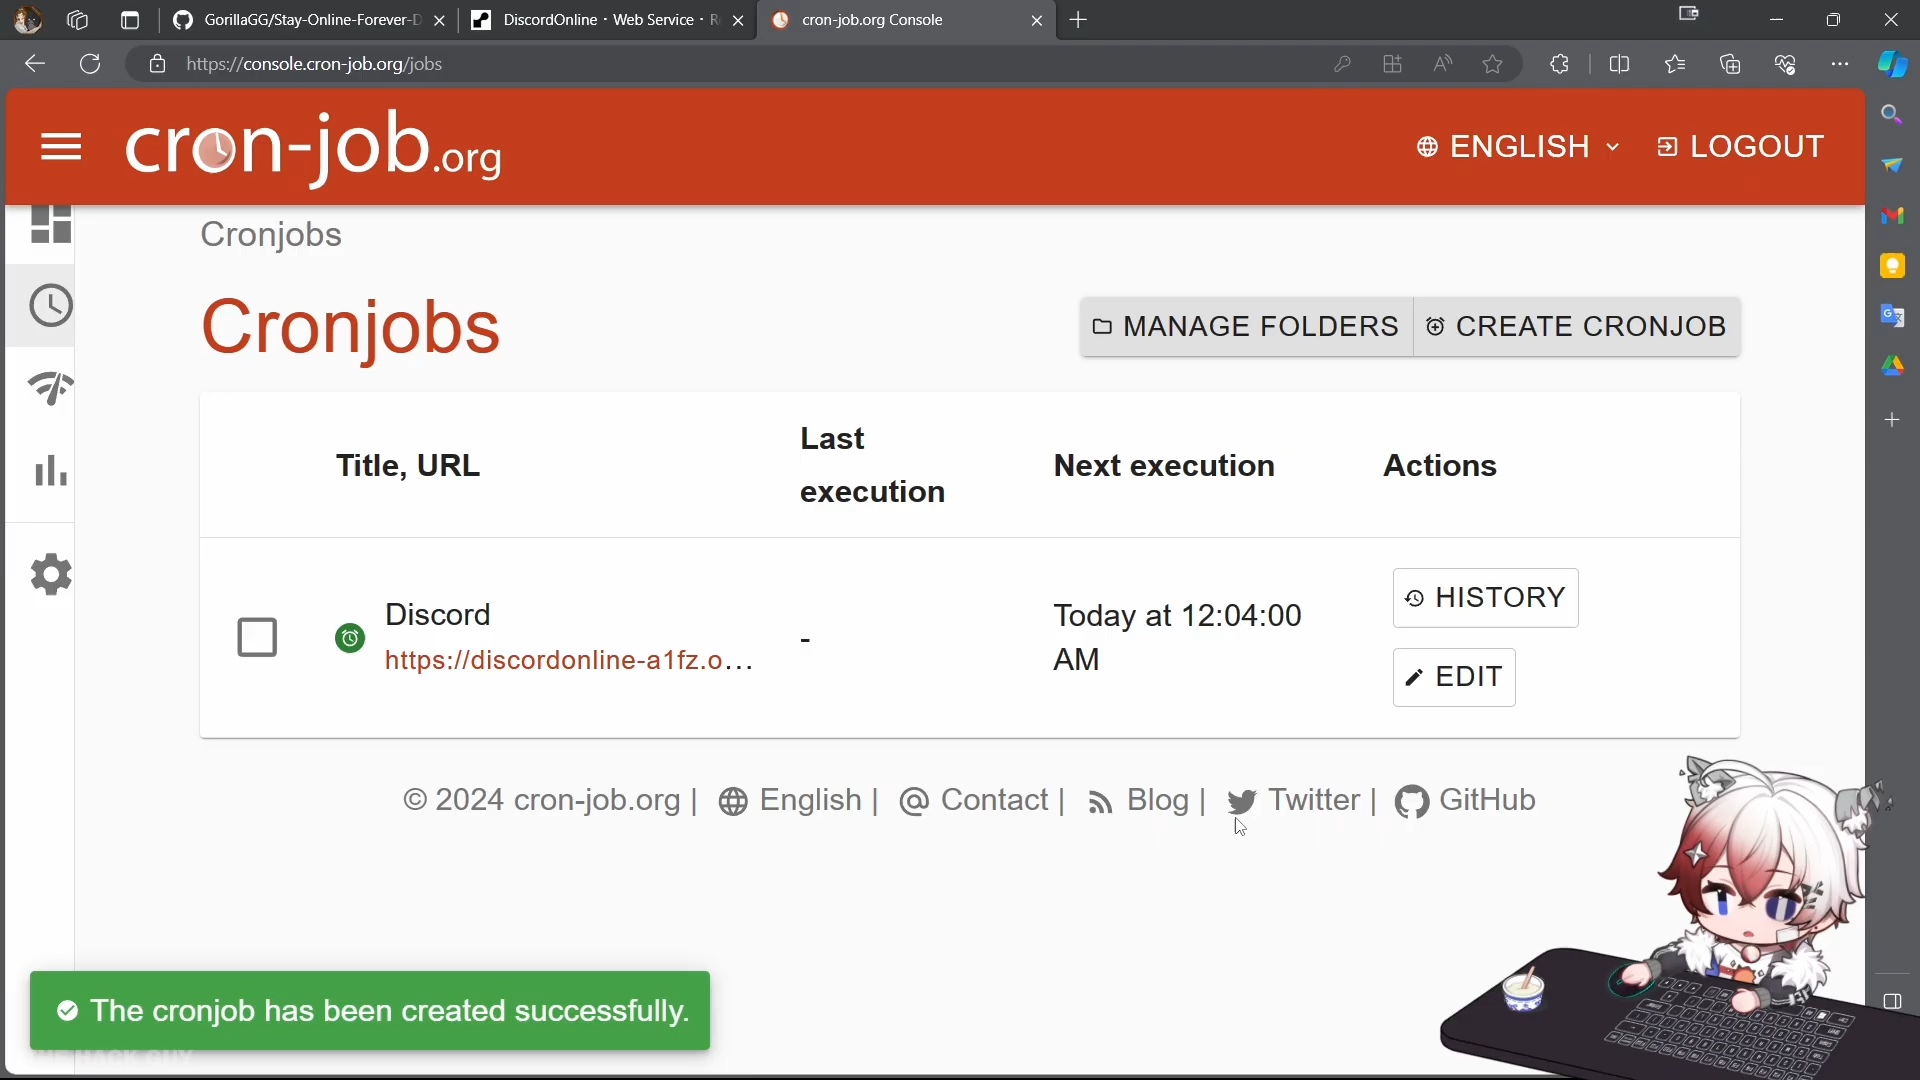 GorillaGG/Stay-Online-Forever-D
DiscordOnline · Web Service · R
cron-job.org Console
https://console.cron-job.org/jobs
cron-job.org
ENGLISH
LOGOUT
Cronjobs
Cronjobs
MANAGE FOLDERS
CREATE CRONJOB
Title, URL
Last
execution
Next execution
Actions
Discord
https://discordonline-a1fz.o...
-
Today at 12:04:00
AM
HISTORY
EDIT
© 2024 cron-job.org | English | @ Contact | Blog | Twitter | GitHub
The cronjob has been created successfully.
THE HACK GUY